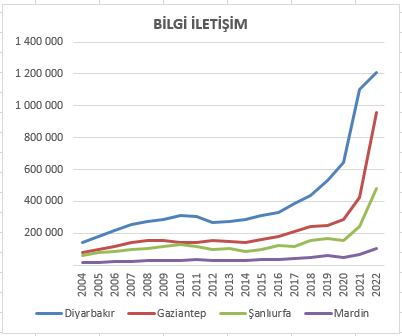 BİLGİ İLETİŞİM
1 400 000
1 200 000
1 000 000
800 000
600 000
400 000
200 000
2004 2005 2006 2007 2008 2009 2010 2011 2012 2013 2014 2015 2016 2017 2018 2019 2020 2021 2022
Diyarbakır Gaziantep Şanlıurfa Mardin